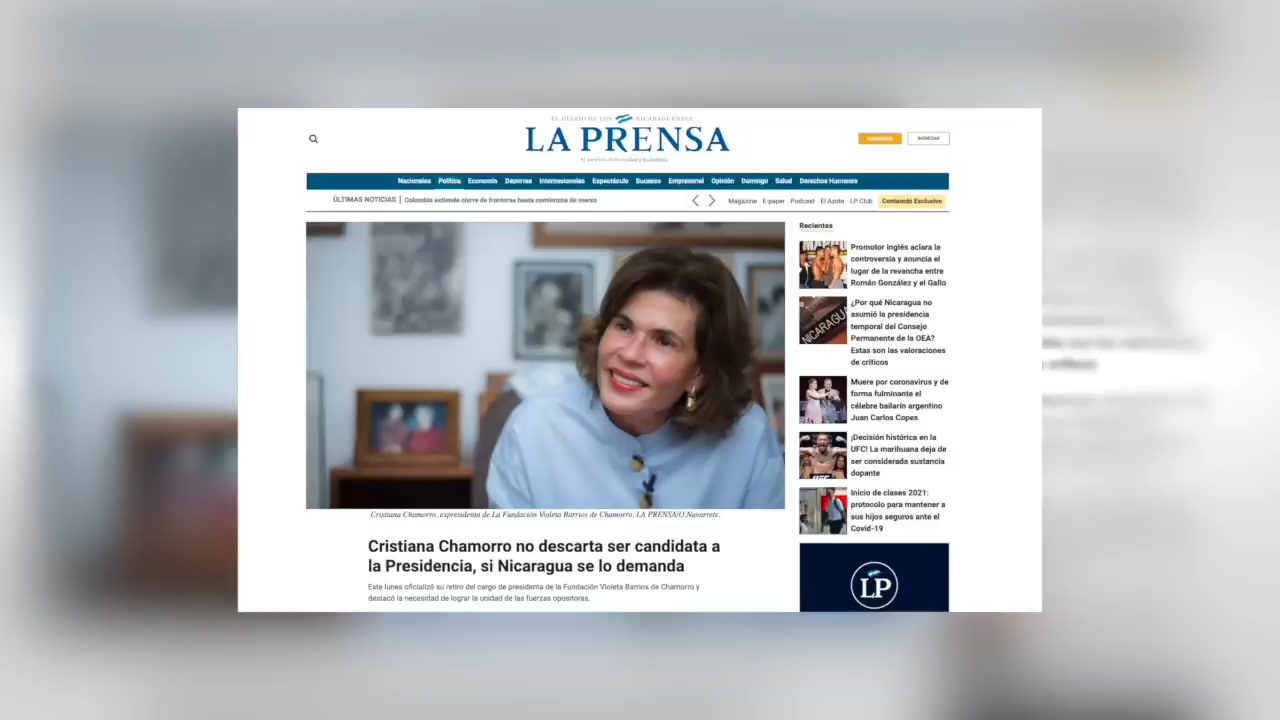 EL DIARIO DE LOS NICARAGÜENSES
LA PRENSA
INGRESAR
Nacionales Política Economía Deportes Internacionales Espectáculo Sucesos Empresarial Opinión Domingo Salud Derechos Humanos
ÚLTIMAS NOTICIAS | Colombia extiende cierre de fronteras hasta comienzos de marzo
Magazine E-paper Podcast El Azote LP Club Contenido Exclusivo
Cristiana Chamorro, expresidenta de La Fundación Violeta Barrios de Chamorro. LA PRENSA/O.Navarrete.
Cristiana Chamorro no descarta ser candidata a
la Presidencia, si Nicaragua se lo demanda
Este lunes oficializó su retiro del cargo de presidenta de la Fundación Violeta Barrios de Chamorro y
destacó la necesidad de lograr la unidad de las fuerzas opositoras.
Recientes
Promotor inglés aclara la
controversia y anuncia el
lugar de la revancha entre
Román González y el Gallo
NICARAGU
¿Por qué Nicaragua no
asumió la presidencia
temporal del Consejo
Permanente de la OEA?
Estas son las valoraciones
de críticos
Muere por coronavirus y de
forma fulminante el
célebre bailarín argentino
Juan Carlos Copes
UFC
¡Decisión histórica en la
UFC! La marihuana deja de
ser considerada sustancia
dopante
Inicio de clases 2021:
protocolo para mantener a
sus hijos seguros ante el
Covid-19
LP